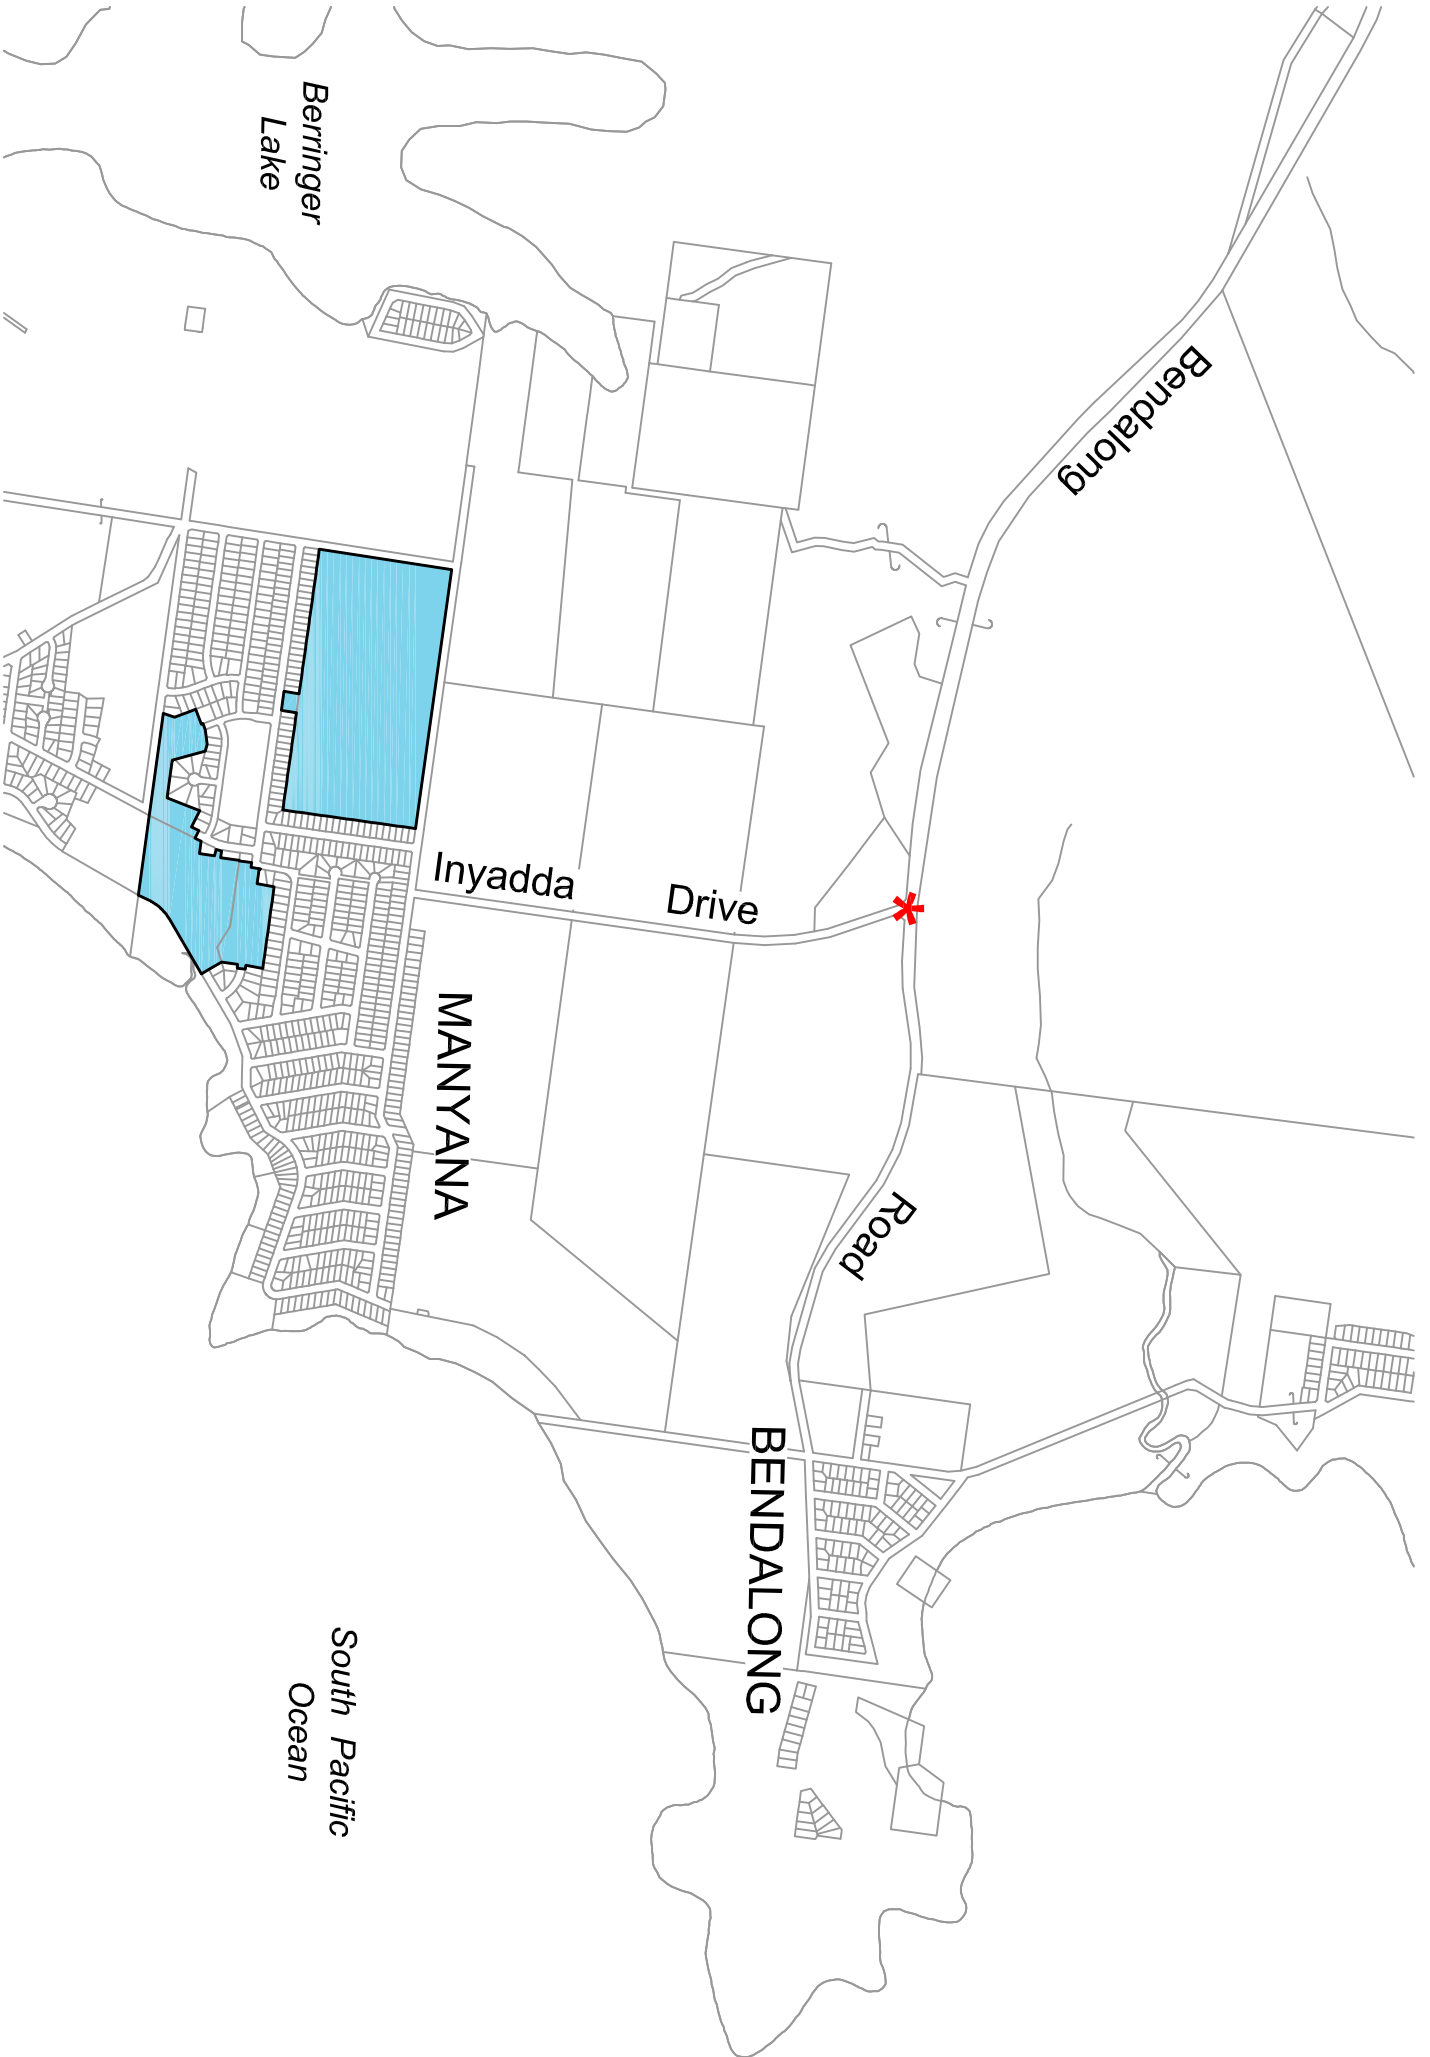 Berringer
Lake
Bendalong
Road
Inyadda Drive
MANYANA
BENDALONG
South Pacific
Ocean